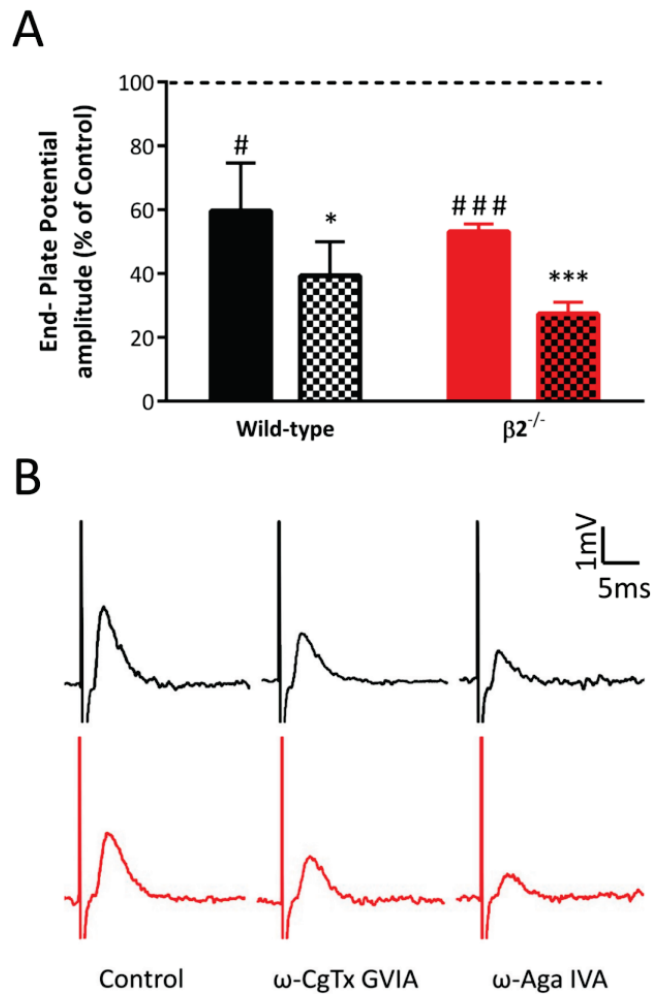 A
End- Plate Potential
amplitude (% of Control)
100
80
60
40
20
0
#
*
###
***
Wild-type
β2-/-
B
1mV
5ms
Control
ω-CgTx GVIA
ω-Aga IVA